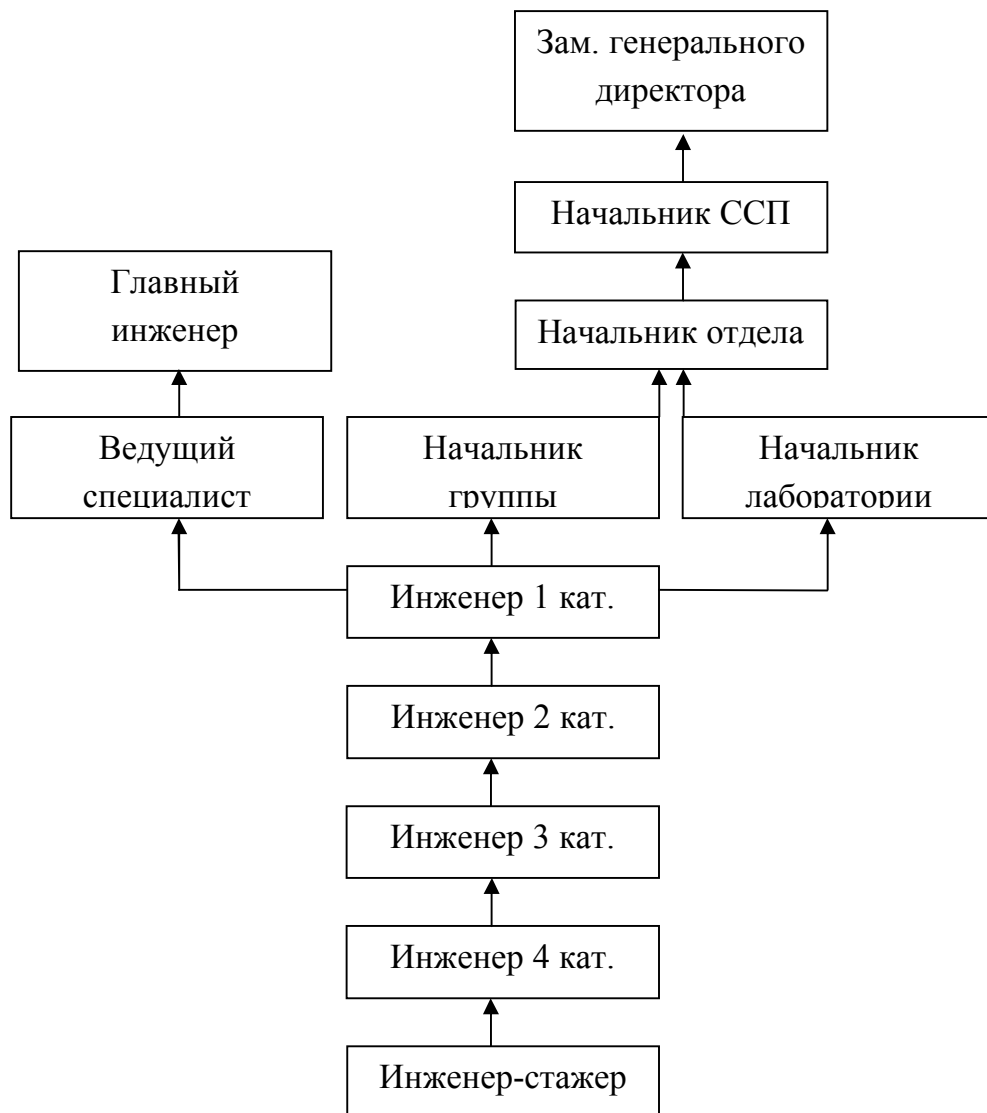 Зам. генерального
директора
Начальник ССП
Главный
инженер
Начальник отдела
Ведущий
специалист
Начальник
группы
Начальник
лаборатории
Инженер 1 кат.
Инженер 2 кат.
Инженер 3 кат.
Инженер 4 кат.
Инженер-стажер